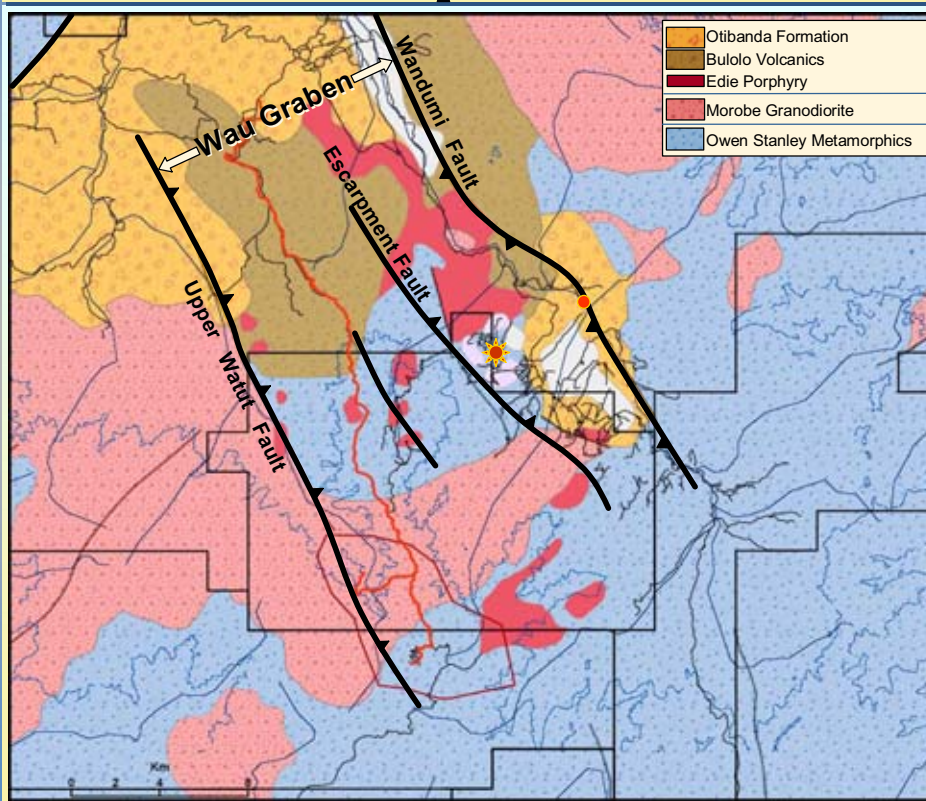 Otibanda Formation
Bulolo Volcanics
Edie Porphyry
Morobe Granodiorite
Owen Stanley Metamorphics
Wau Graben
Wandumi Fault
Escarpment Fault
Upper Watut Fault
Km
0 2 4 8